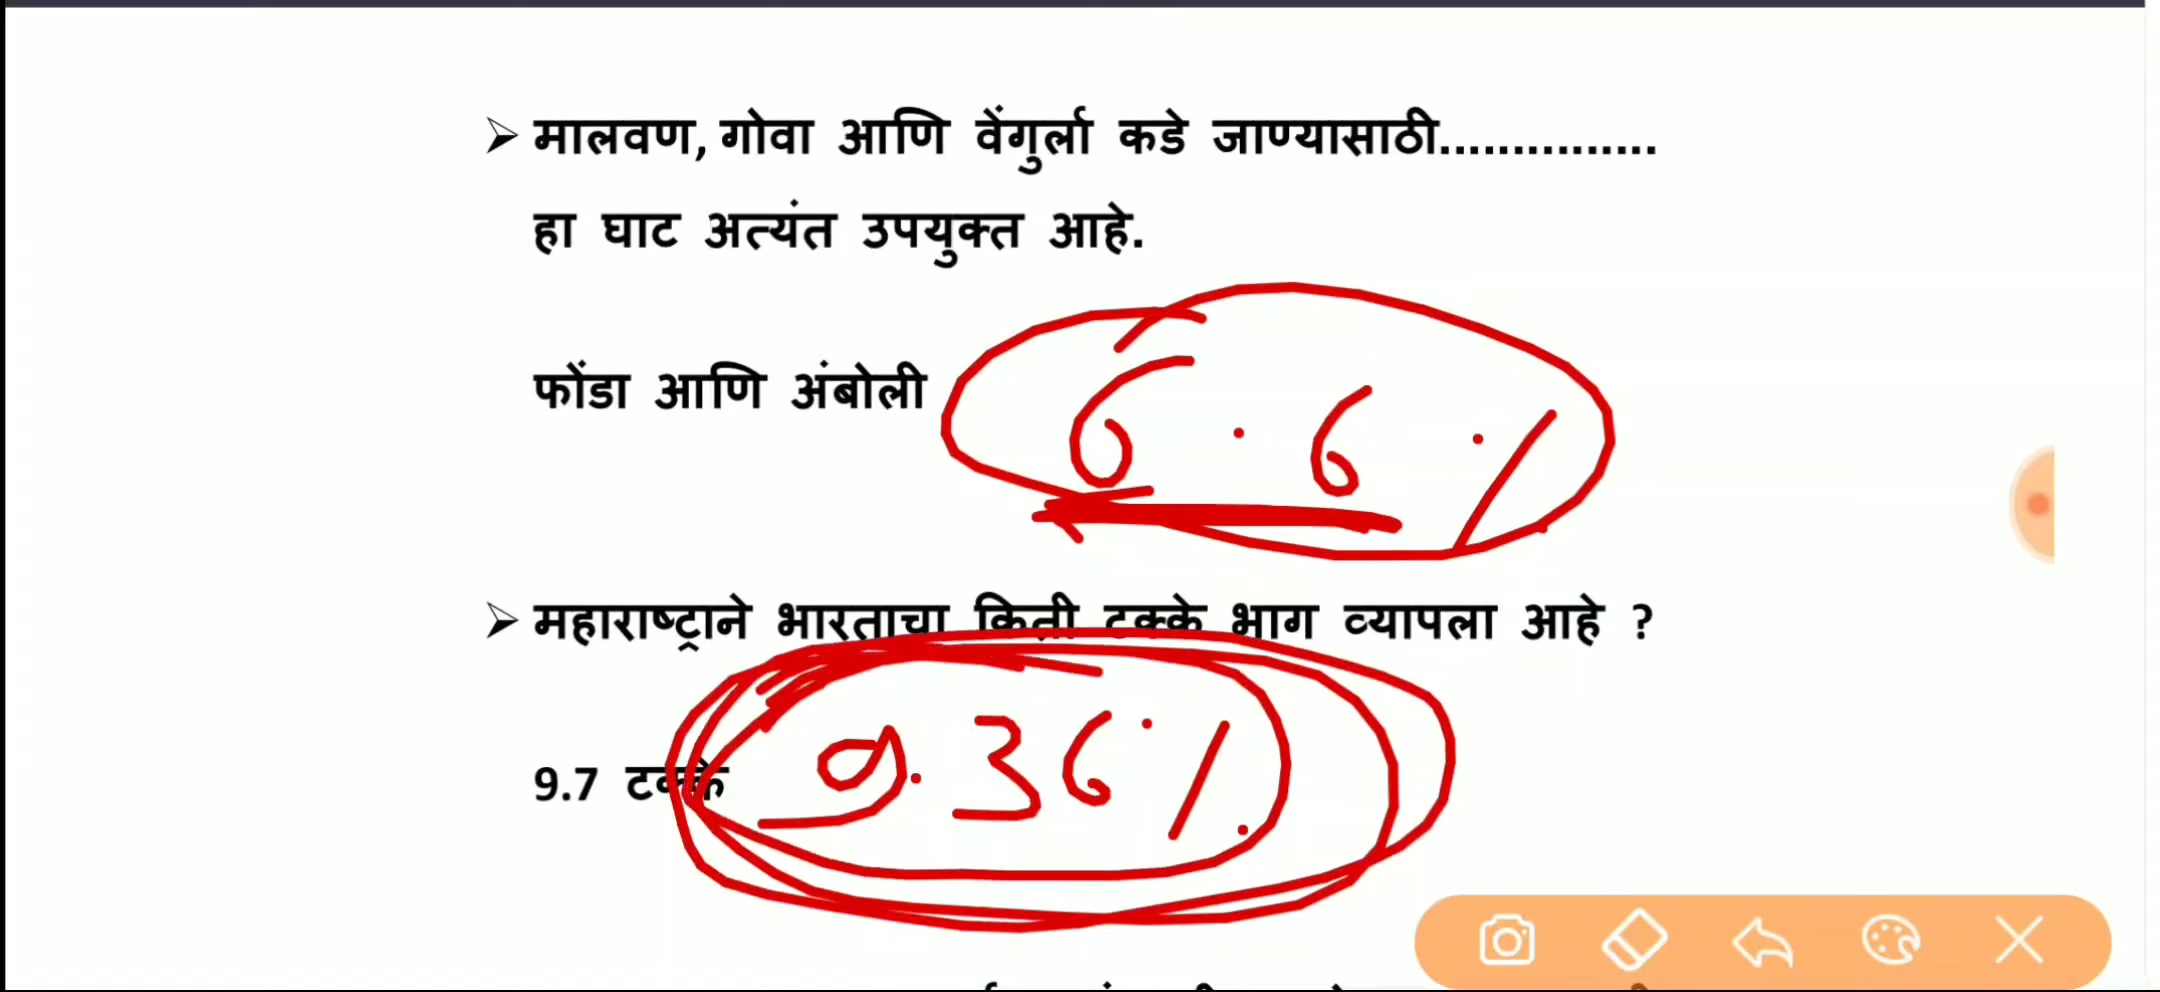 ➢ मालवण, गोवा आणि वेंगुर्ला कडे जाण्यासाठी...............
हा घाट अत्यंत उपयुक्त आहे.
फोंडा आणि अंबोली
6.6 %
➢ महाराष्ट्राने भारताचा किती टक्के भाग व्यापला आहे ?
9.7 टक्के
9.36%